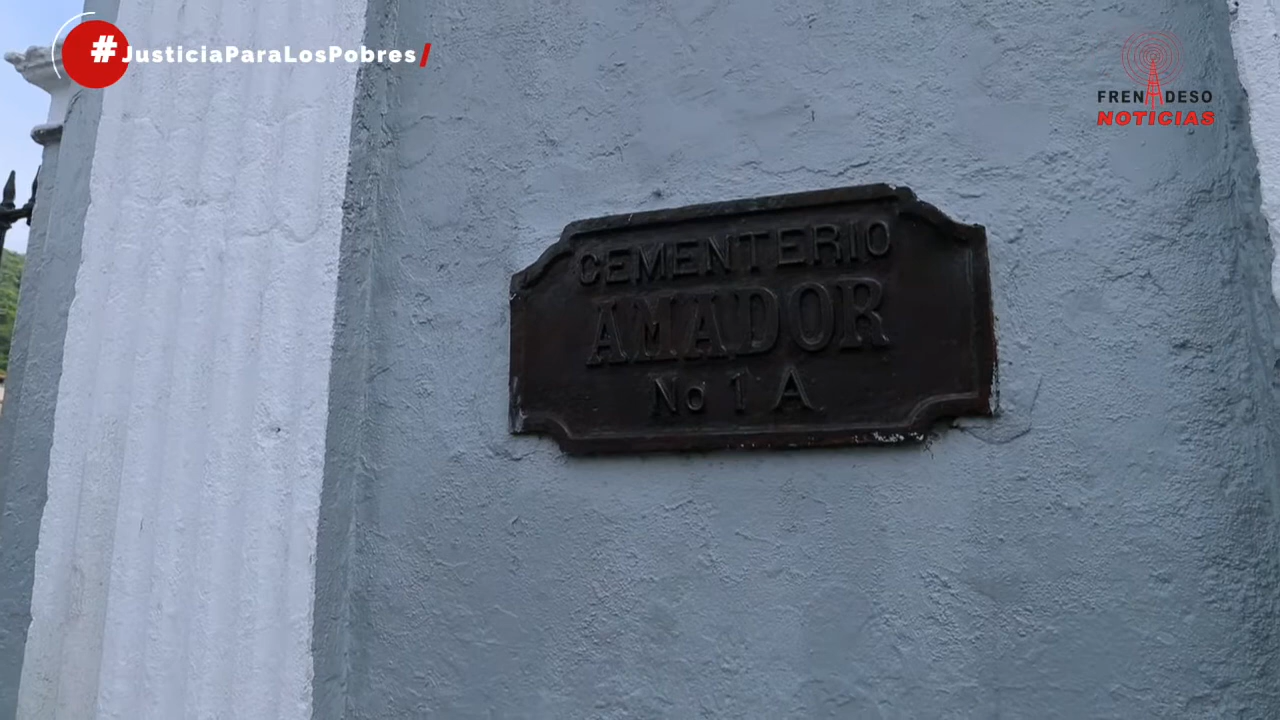 #JusticiaParaLosPobres/
FRENADESO
NOTICIAS
CEMENTERIO
AMADOR
No 1 A